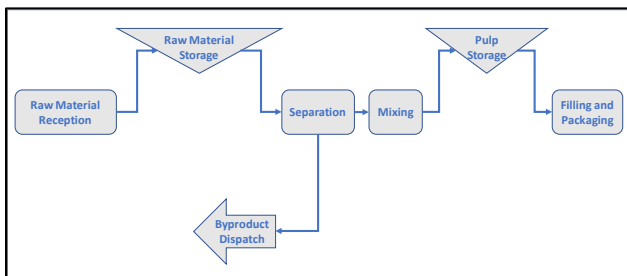 Raw Material
Storage
Pulp
Storage
Raw Material
Reception
Separation
Mixing
Filling and
Packaging
Byproduct
Dispatch